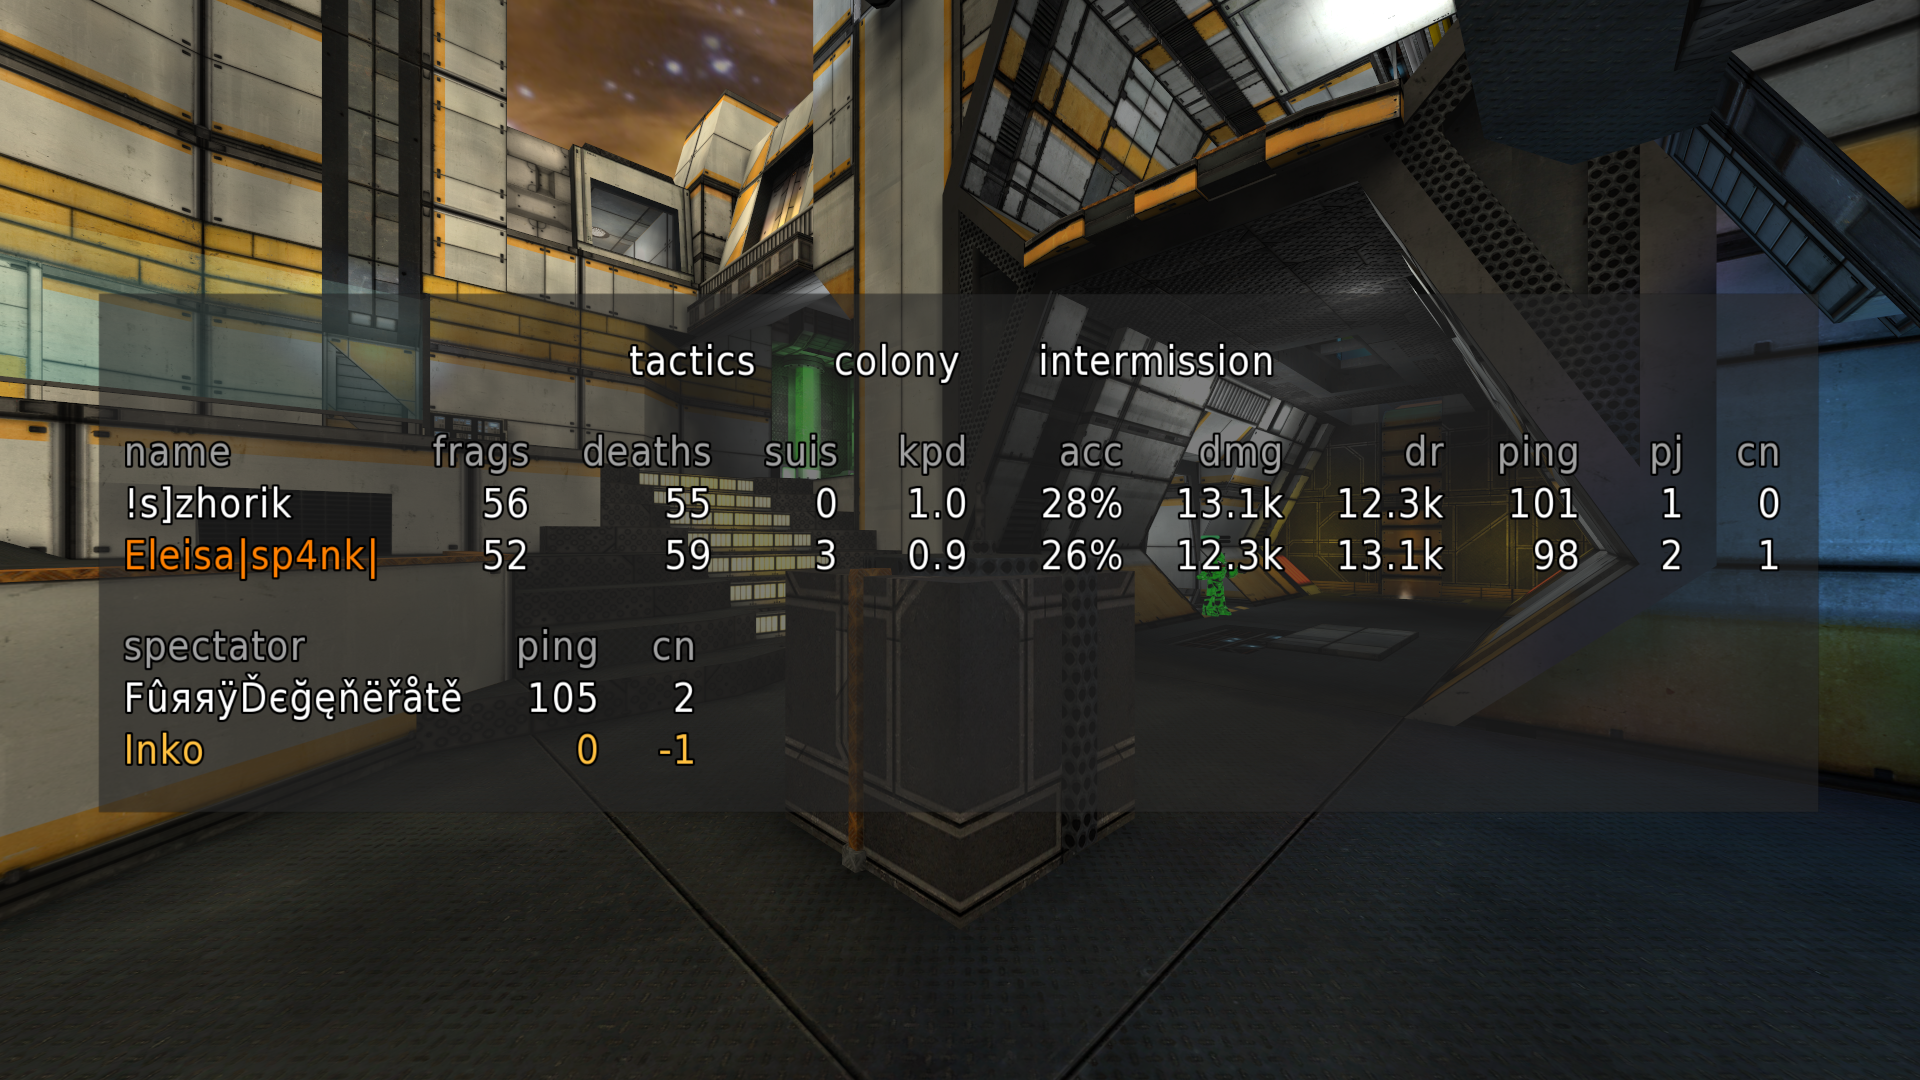 tactics colony intermission
name frags deaths suis kpd acc dmg dr ping pj cn
!s]zhorik 56 55 0 1.0 28% 13.1k 12.3k 101 1 0
Eleisa|sp4nk| 52 59 3 0.9 26% 12.3k 13.1k 98 2 1
spectator ping cn
FûяяÿĎєğęňëřåtě 105 2
Inko 0 -1